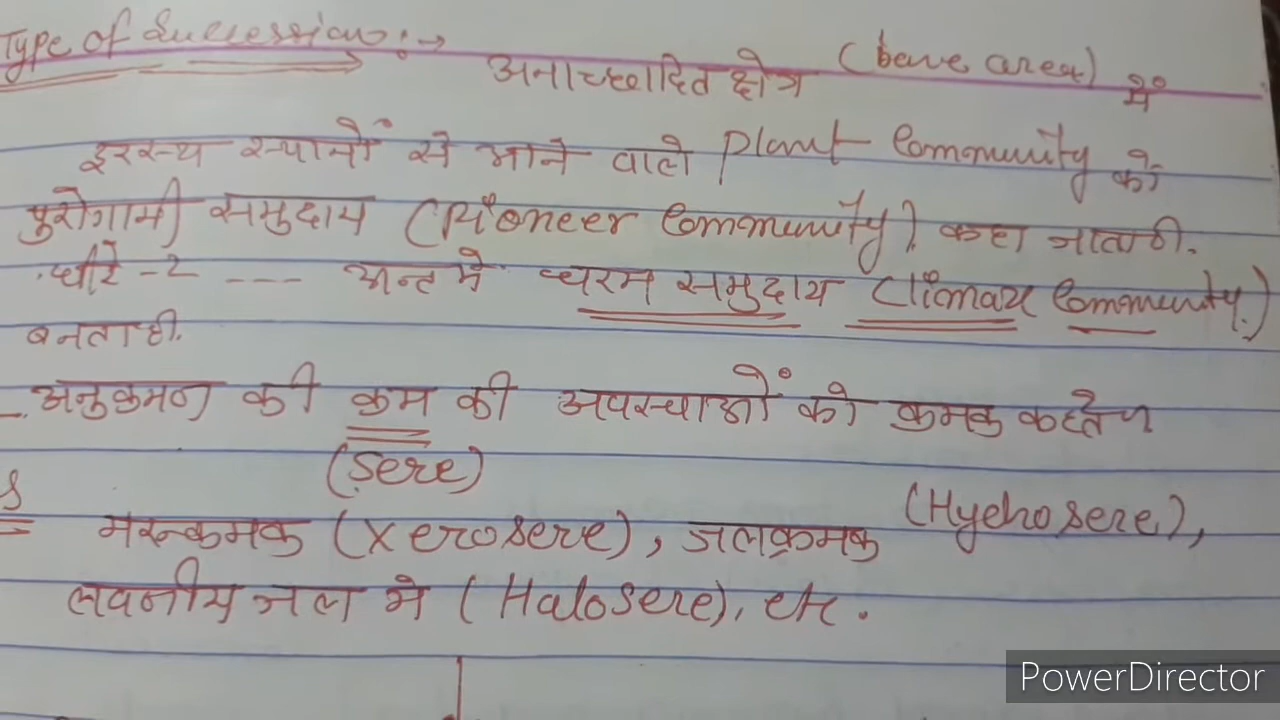 Type of Succession :→
अनाच्छादित क्षेत्र (bare area) में
दूरस्थ स्थानों से आने वाले Plant Community को
पुरोगामी समुदाय (Pioneer Community) कहा जाता है.
धीरे -2 ---- अन्त मे चरम समुदाय Climax Community.)
बनता है.
अनुक्रमण की क्रम की अवस्थाओं को क्रमक कहते
(Sere)
मरुक्रमक (Xerosere), जलक्रमक (Hydrosere),
लवनीय जल मे (Halosere), etc.
PowerDirector